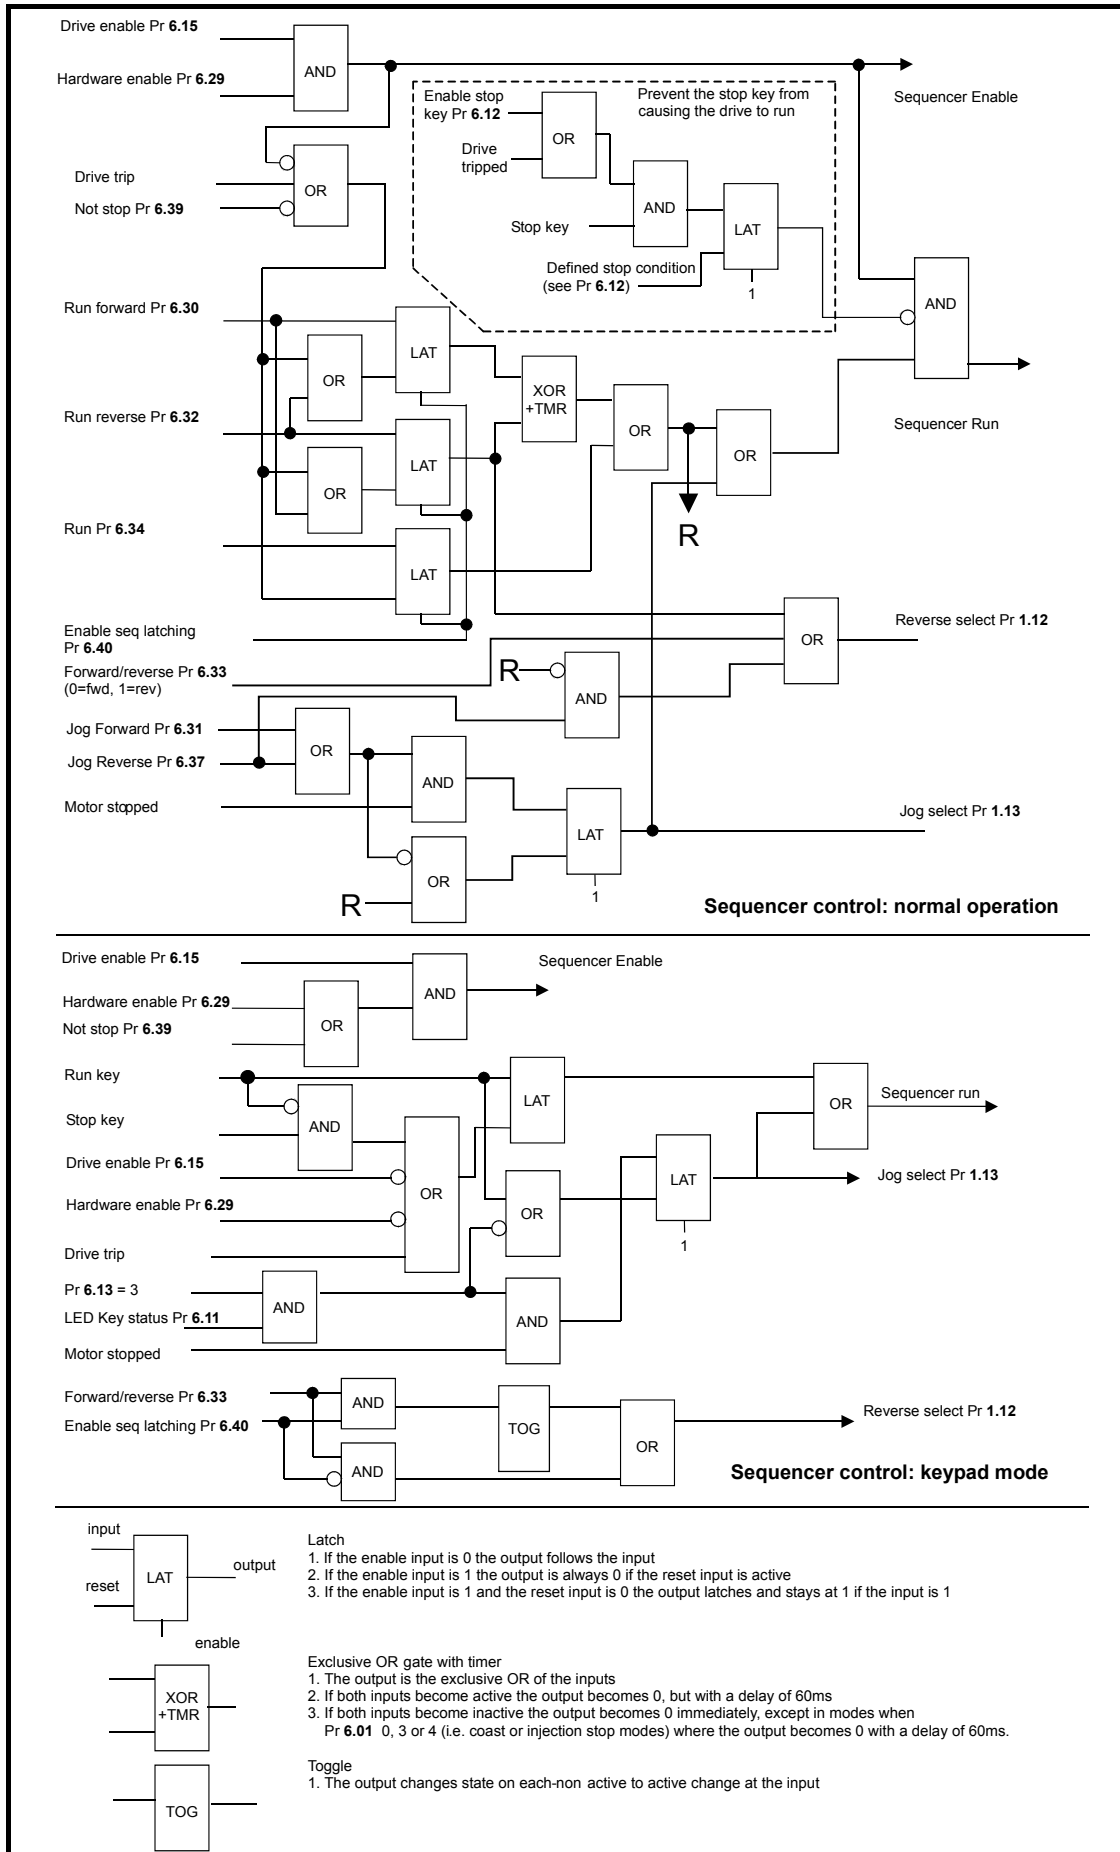 Drive enable Pr 6.15
AND
Hardware enable Pr 6.29
Sequencer Enable
Enable stop
key Pr 6.12
Prevent the stop key from
causing the drive to run
OR
Drive
tripped
Drive trip
OR
Not stop Pr 6.39
AND
Stop key
LAT
Defined stop condition
(see Pr 6.12)
1
AND
Run forward Pr 6.30
LAT
OR
XOR
+TMR
Run reverse Pr 6.32
OR
Sequencer Run
LAT
OR
OR
R
Run Pr 6.34
LAT
Enable seq latching
Pr 6.40
Reverse select Pr 1.12
OR
Forward/reverse Pr 6.33
(0=fwd, 1=rev)
R
AND
Jog Forward Pr 6.31
OR
Jog Reverse Pr 6.37
AND
Motor stopped
Jog select Pr 1.13
LAT
OR
1
R
Sequencer control: normal operation
Drive enable Pr 6.15
Sequencer Enable
AND
Hardware enable Pr 6.29
OR
Not stop Pr 6.39
Run key
LAT
Sequencer run
OR
Stop key
AND
Drive enable Pr 6.15
Jog select Pr 1.13
LAT
OR
Hardware enable Pr 6.29
OR
1
Drive trip
Pr 6.13 = 3
AND
LED Key status Pr 6.11
AND
Motor stopped
Forward/reverse Pr 6.33
AND
Reverse select Pr 1.12
Enable seq latching Pr 6.40
TOG
OR
AND
Sequencer control: keypad mode
input
LAT
output
reset
enable
Latch
1. If the enable input is 0 the output follows the input
2. If the enable input is 1 the output is always 0 if the reset input is active
3. If the enable input is 1 and the reset input is 0 the output latches and stays at 1 if the input is 1
XOR
+TMR
Exclusive OR gate with timer
1. The output is the exclusive OR of the inputs
2. If both inputs become active the output becomes 0, but with a delay of 60ms
3. If both inputs become inactive the output becomes 0 immediately, except in modes when
Pr 6.01 0, 3 or 4 (i.e. coast or injection stop modes) where the output becomes 0 with a delay of 60ms.
TOG
Toggle
1. The output changes state on each-non active to active change at the input